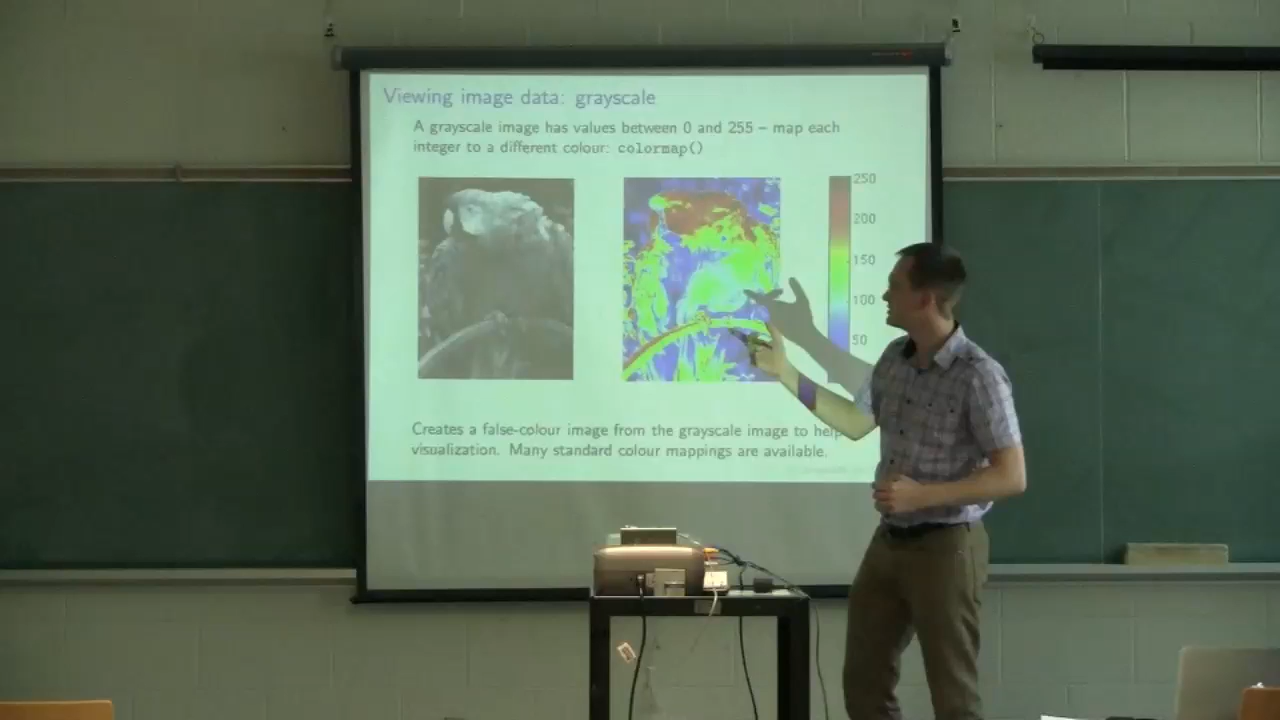 Viewing image data: grayscale
A grayscale image has values between 0 and 255 – map each
integer to a different colour: colormap()
250
200
150
100
50
Creates a false-colour image from the grayscale image to help
visualization. Many standard colour mappings are available.